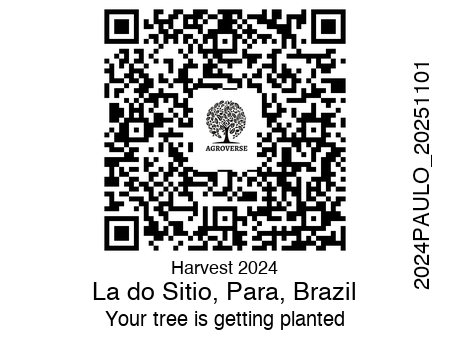 AGROVERSE
Harvest 2024
La do Sitio, Para, Brazil
Your tree is getting planted
2024PAULO_20251101